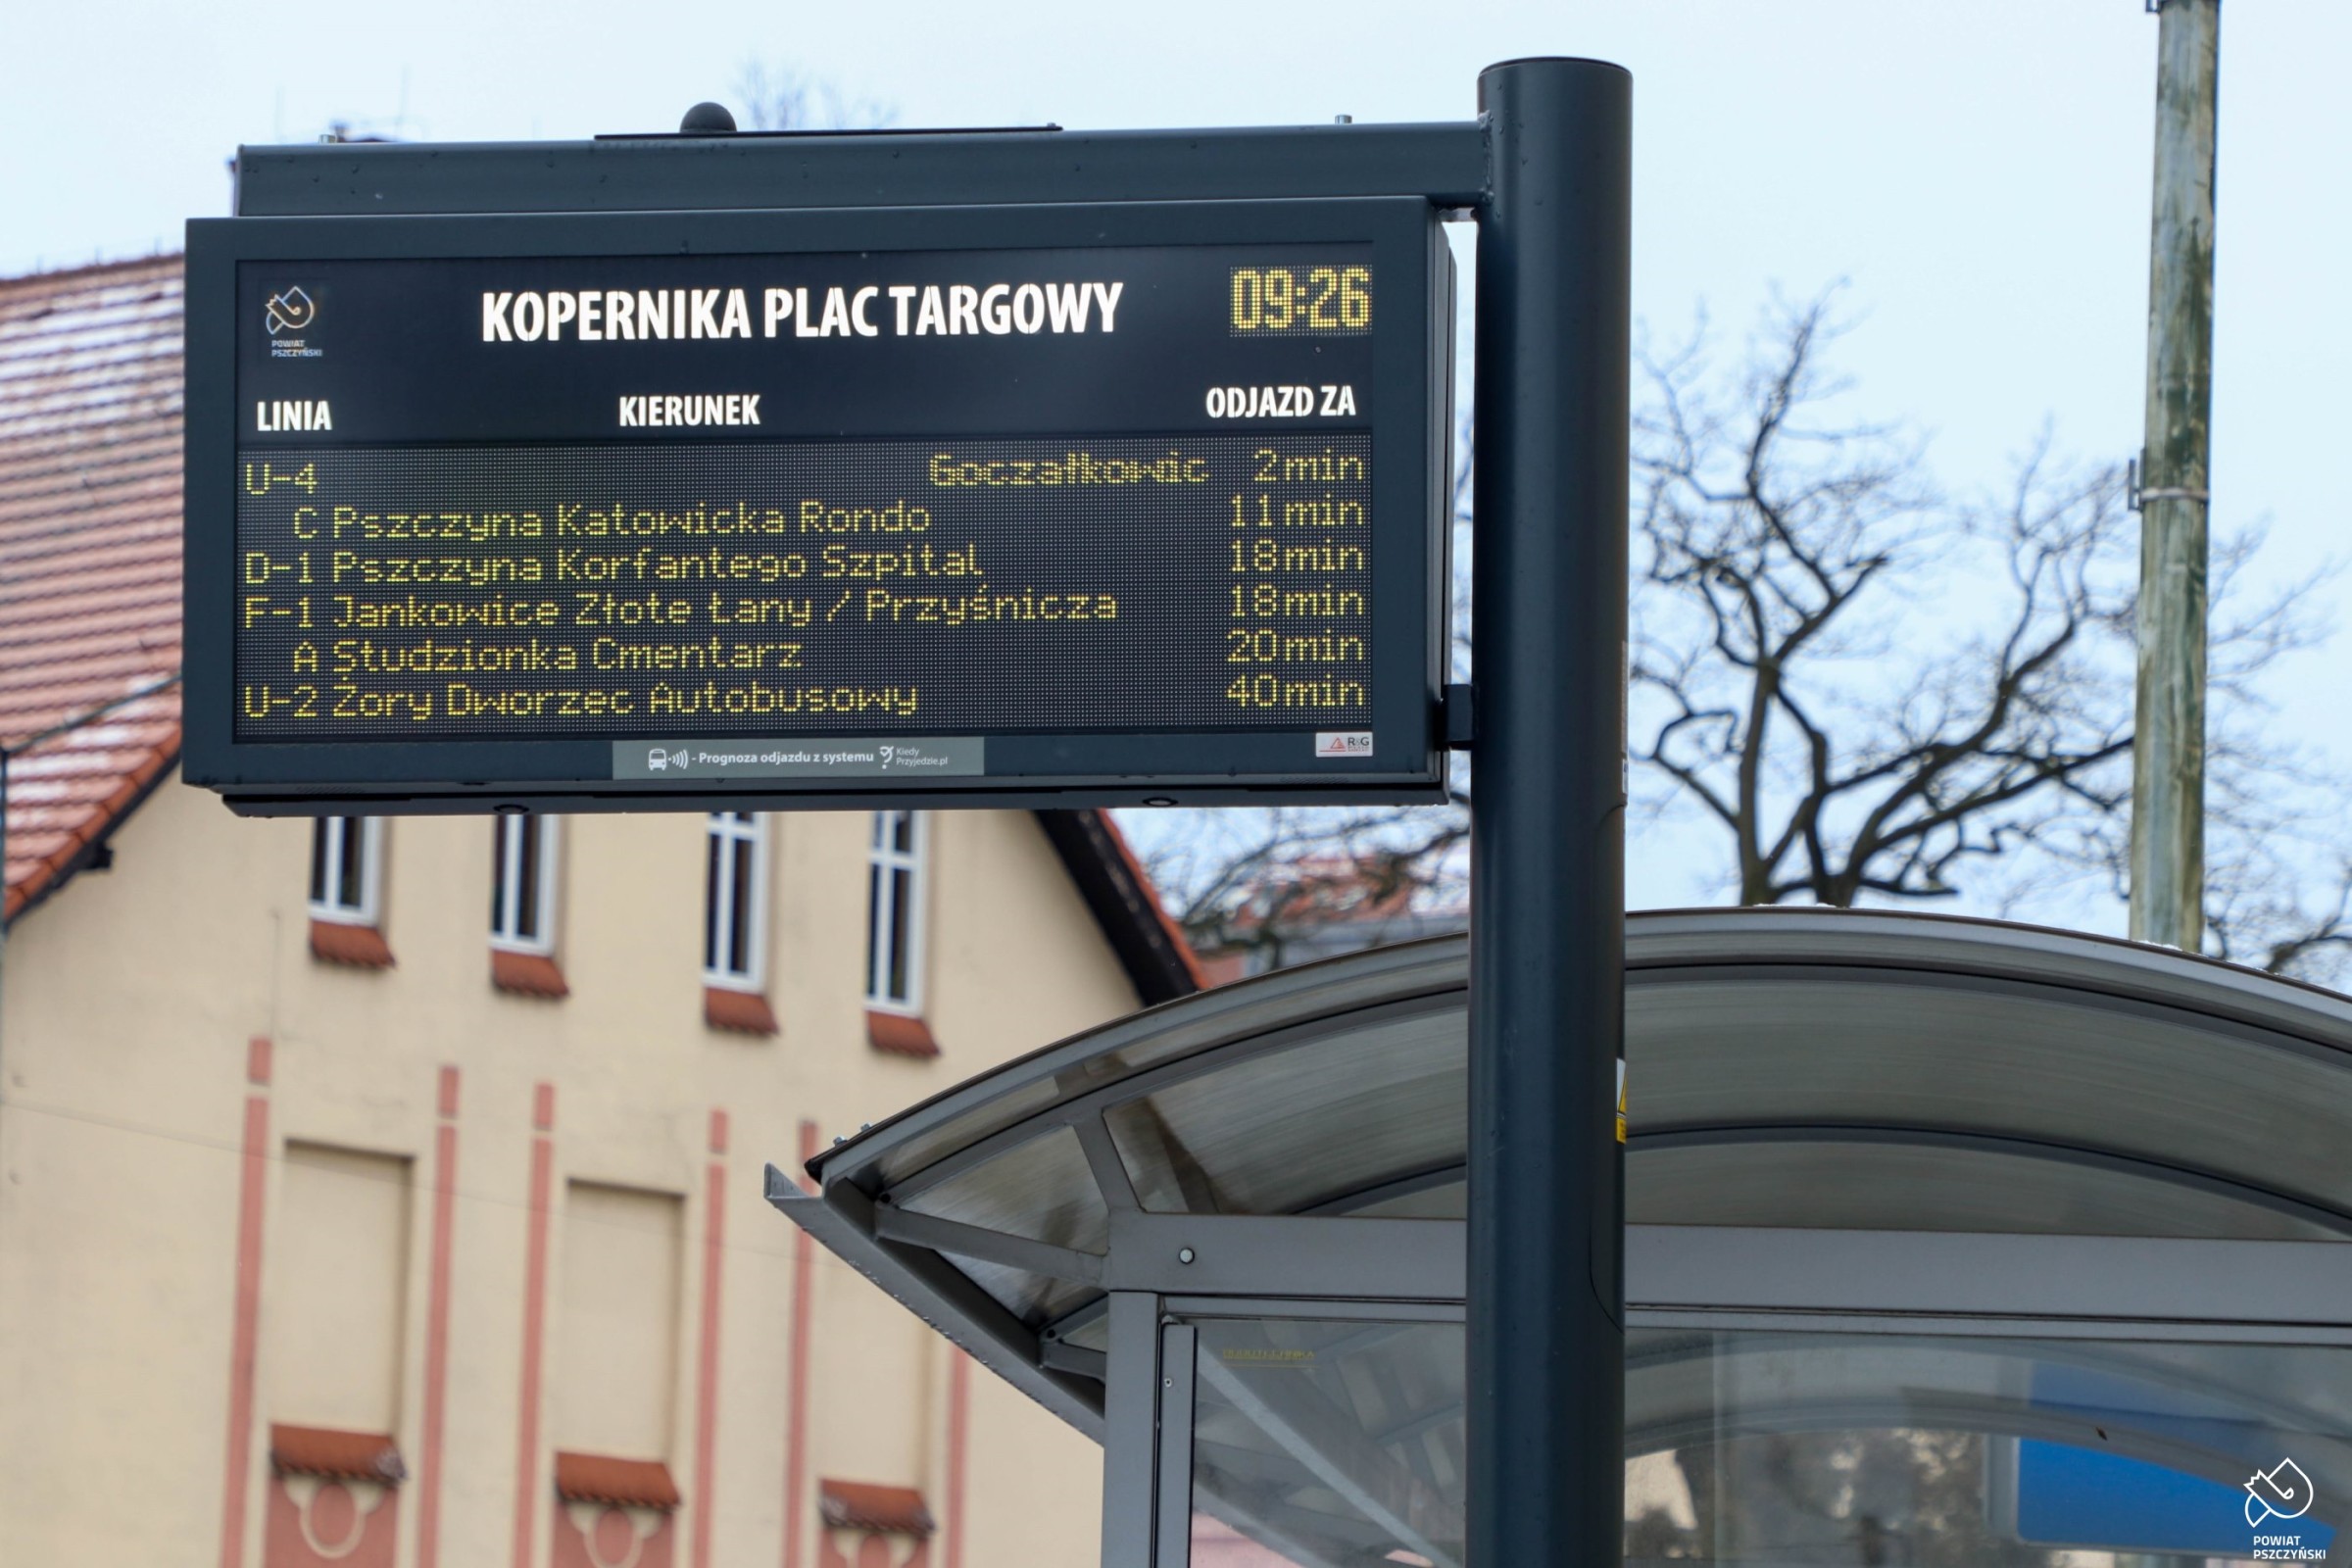 POWIAT
PSZCZYŃSKI
KOPERNIKA PLAC TARGOWY 09:26
LINIA KIERUNEK ODJAZD ZA
U-4 Goczałkowic 2min
C Pszczyna Katowicka Rondo 11min
D-1 Pszczyna Korfantego Szpital 18min
F-1 Jankowice Złote Łany / Przyśnicza 18min
A Studzionka Cmentarz 20min
U-2 Żory Dworzec Autobusowy 40min
- Prognoza odjazdu z systemu Kiedy
Przyjedzie.pl
R&G
POWIAT
PSZCZYŃSKI